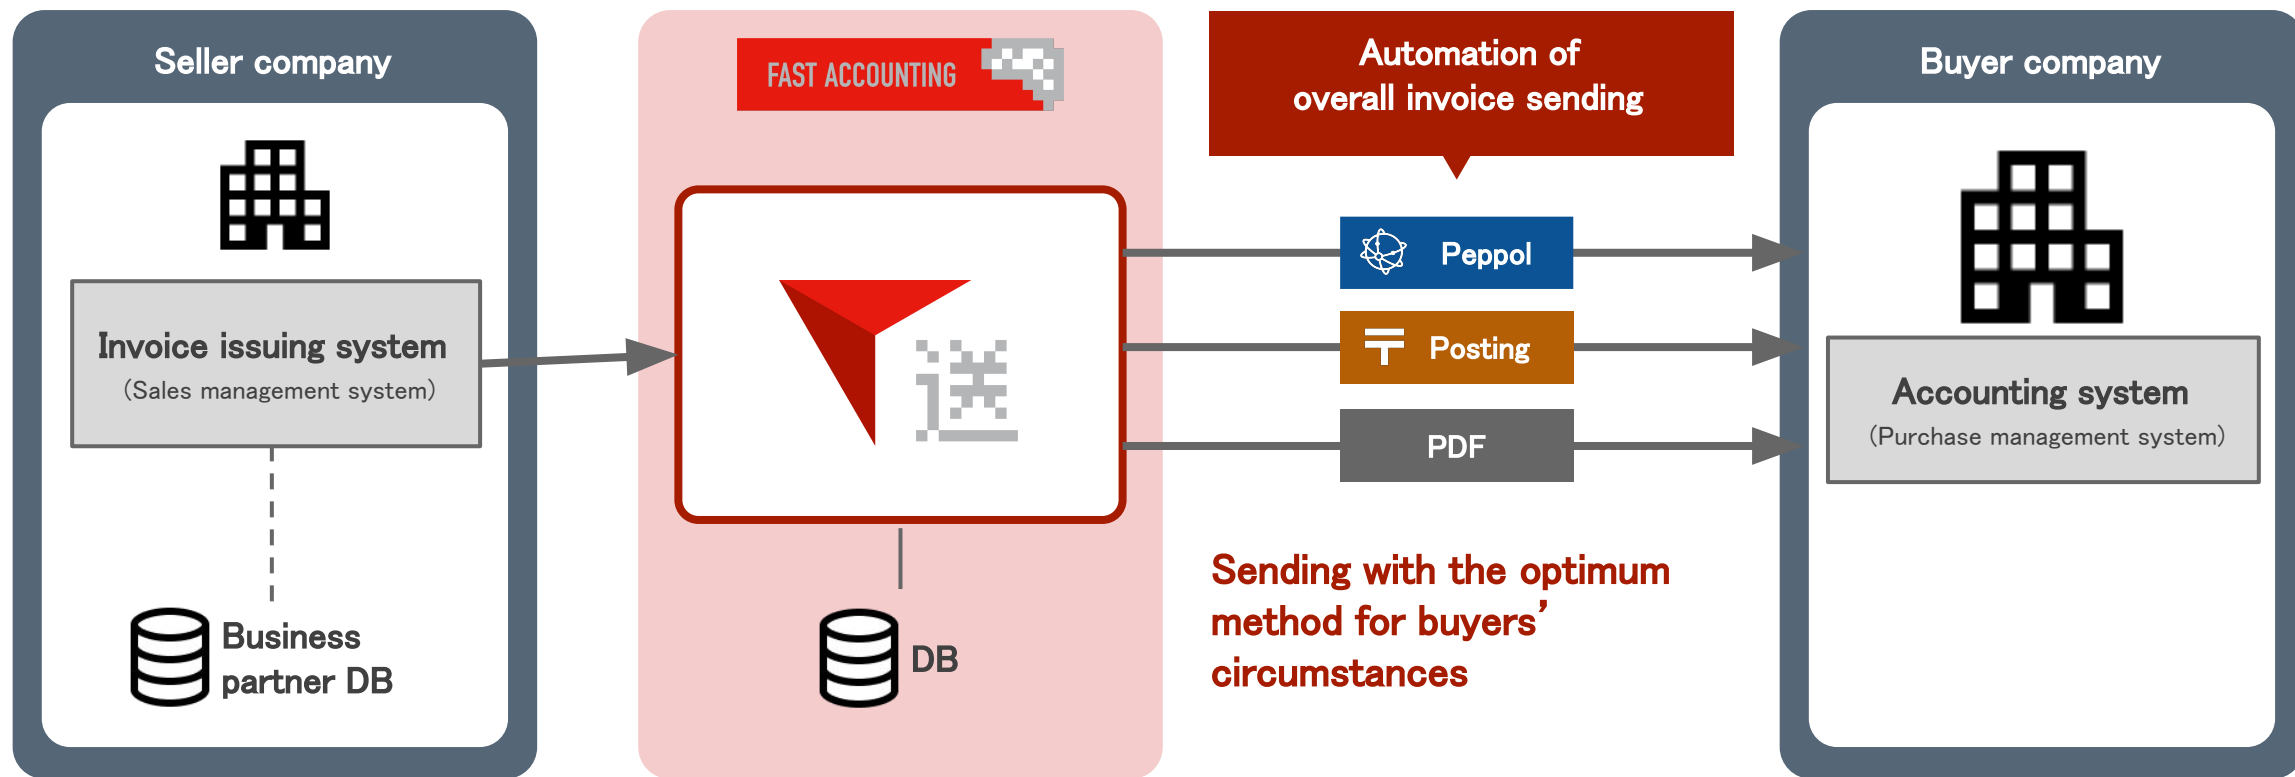 Seller company
Invoice issuing system
(Sales management system)
Business
partner DB
FAST ACCOUNTING
送
DB
Automation of
overall invoice sending
Peppol
〒 Posting
PDF
Sending with the optimum
method for buyers’
circumstances
Buyer company
Accounting system
(Purchase management system)